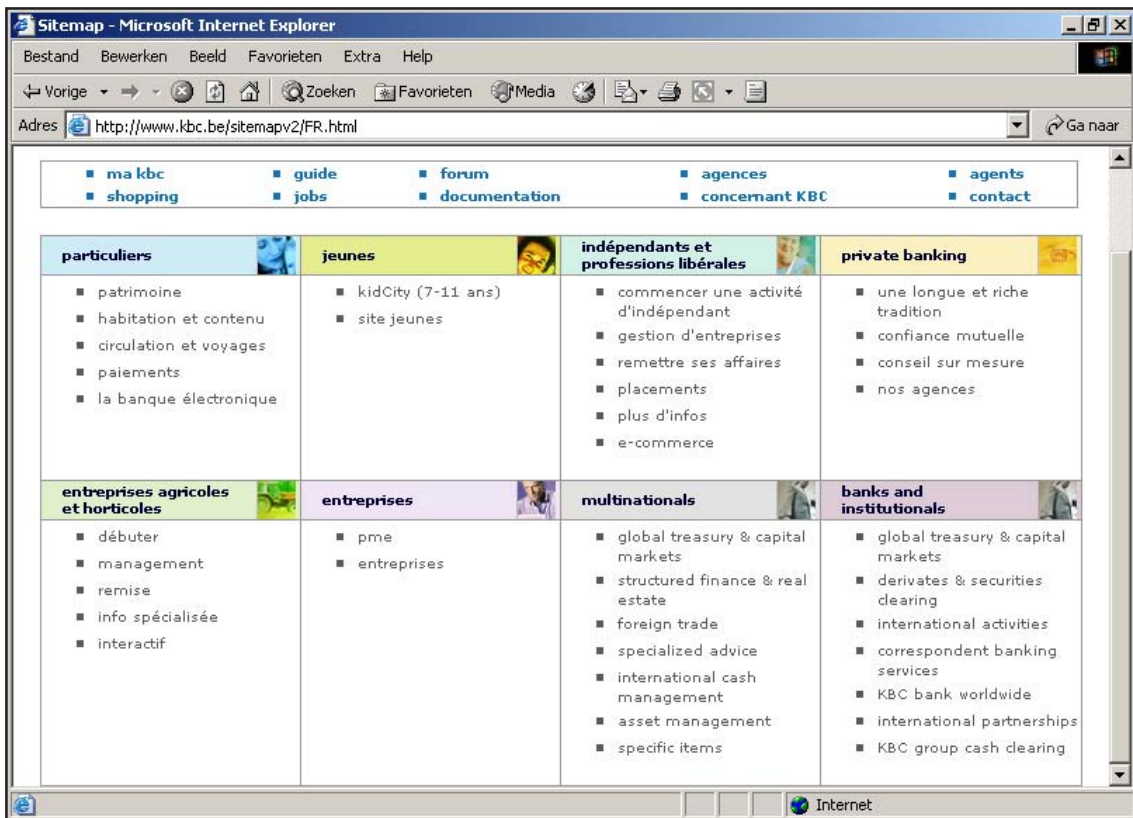 Sitemap - Microsoft Internet Explorer
Bestand Bewerken Beeld Favorieten Extra Help
Vorige Zoeken Favorieten Media
Adres http://www.kbc.be/sitemapv2/FR.html Ga naar
ma kbc guide forum agences agents
shopping jobs documentation concernant KBC contact
particuliers
patrimoine
habitation et contenu
circulation et voyages
paiements
la banque électronique
jeunes
kidCity (7-11 ans)
site jeunes
indépendants et
professions libérales
commencer une activité
d'indépendant
gestion d'entreprises
remettre ses affaires
placements
plus d'infos
e-commerce
private banking
une longue et riche
tradition
confiance mutuelle
conseil sur mesure
nos agences
entreprises agricoles
et horticoles
débuter
management
remise
info spécialisée
interactif
entreprises
pme
entreprises
multinationals
global treasury & capital
markets
structured finance & real
estate
foreign trade
specialized advice
international cash
management
asset management
specific items
banks and
institutionals
global treasury & capital
markets
derivates & securities
clearing
international activities
correspondent banking
services
KBC bank worldwide
international partnerships
KBC group cash clearing
Internet